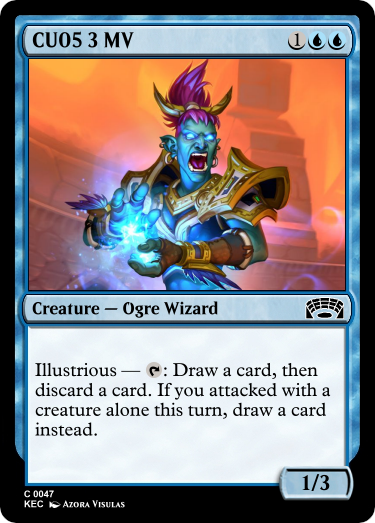 CU05 3 MV
1
Creature — Ogre Wizard
Illustrious — : Draw a card, then
discard a card. If you attacked with a
creature alone this turn, draw a card
instead.
1/3
C 0047
KEC Azora Visulas